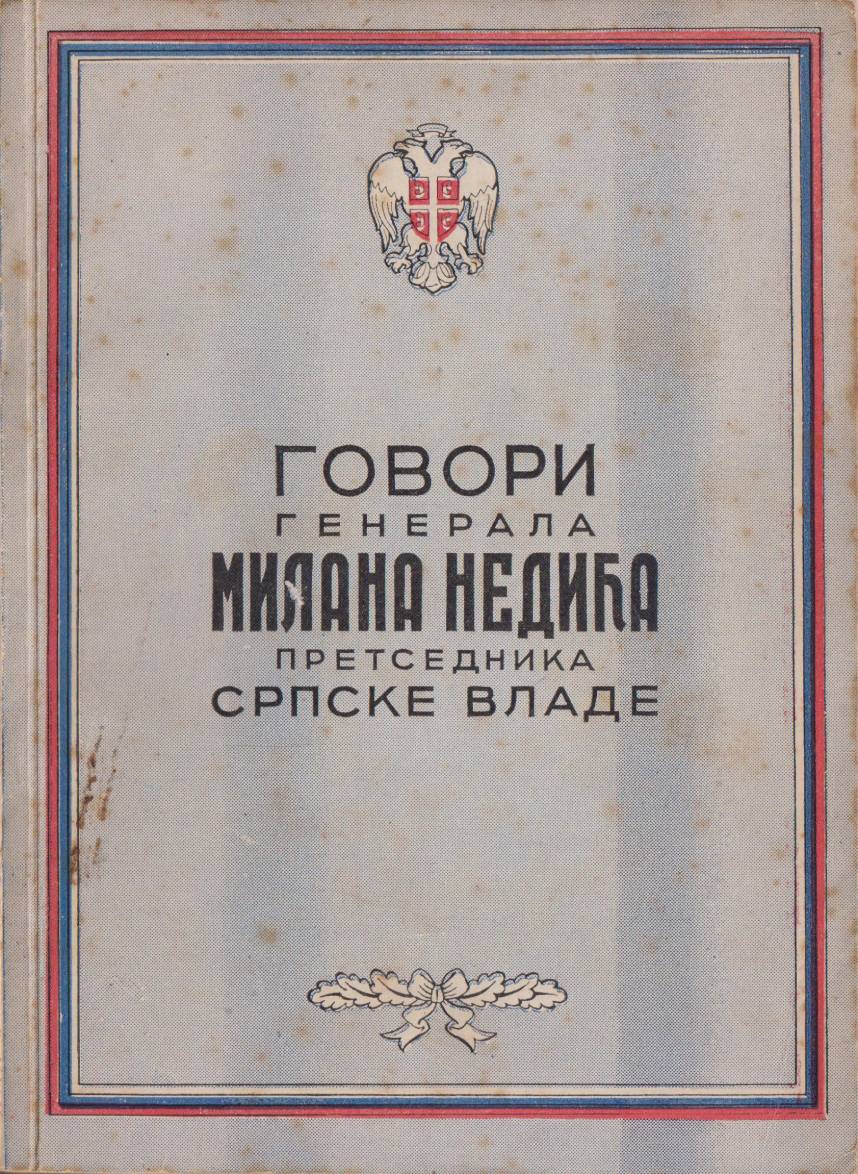 ГОВОРИ
ГЕНЕРАЛА
МИЛАНА НЕДИЋА
ПРЕТСЕДНИКА
СРПСКЕ ВЛАДЕ